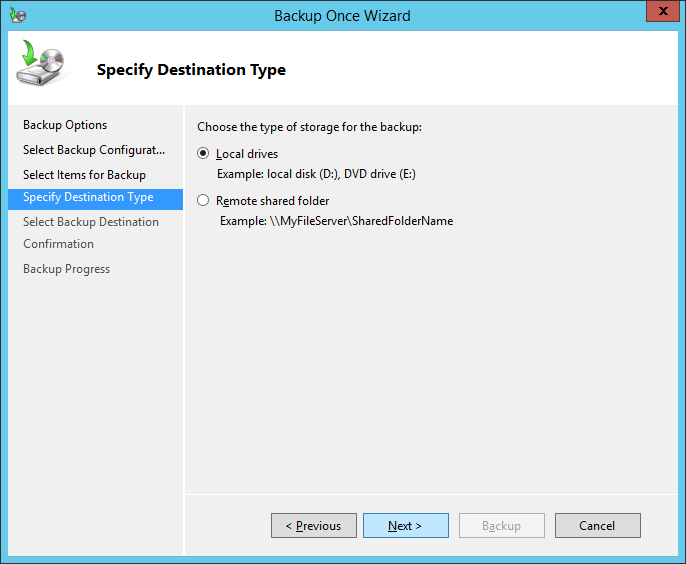 Backup Once Wizard
x
Specify Destination Type
Backup Options
Select Backup Configurat...
Select Items for Backup
Specify Destination Type
Select Backup Destination
Confirmation
Backup Progress
Choose the type of storage for the backup:
Local drives
Example: local disk (D:), DVD drive (E:)
Remote shared folder
Example: \\MyFileServer\SharedFolderName
< Previous Next > Backup Cancel